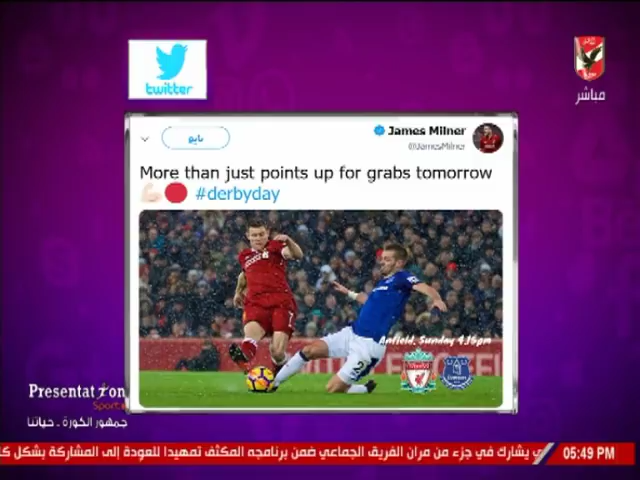 twitter
مباشر
تابع
James Milner
@JamesMilner
More than just points up for grabs tomorrow
#derbyday
Anfield, Sunday 4.15pm
Presentation
Sports
جمهور الكورة - حياتنا
يشارك في جزء من مران الفريق الجماعي ضمن برنامجه المكثف تمهيدا للعودة إلى المشاركة بشكل
05:49 PM